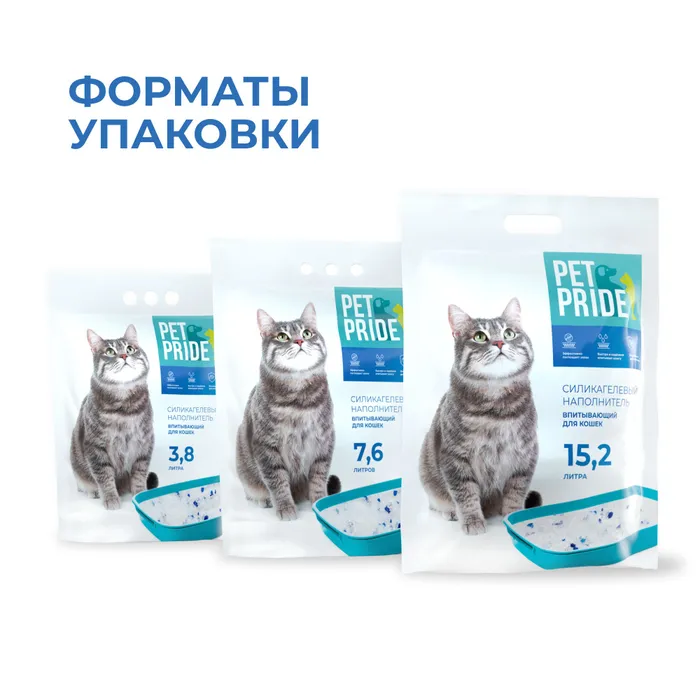 ФОРМАТЫ
УПАКОВКИ
PET
PRIDE
СИЛИКАГЕЛЕВЫЙ
НАПОЛНИТЕЛЬ
ВПИТЫВАЮЩИЙ
ДЛЯ КОШЕК
3,8
ЛИТРА
PET
PRIDE
СИЛИКАГЕЛЕВЫЙ
НАПОЛНИТЕЛЬ
ВПИТЫВАЮЩИЙ
ДЛЯ КОШЕК
7,6
ЛИТРОВ
PET
PRIDE
СИЛИКАГЕЛЕВЫЙ
НАПОЛНИТЕЛЬ
ВПИТЫВАЮЩИЙ
ДЛЯ КОШЕК
15,2
ЛИТРА